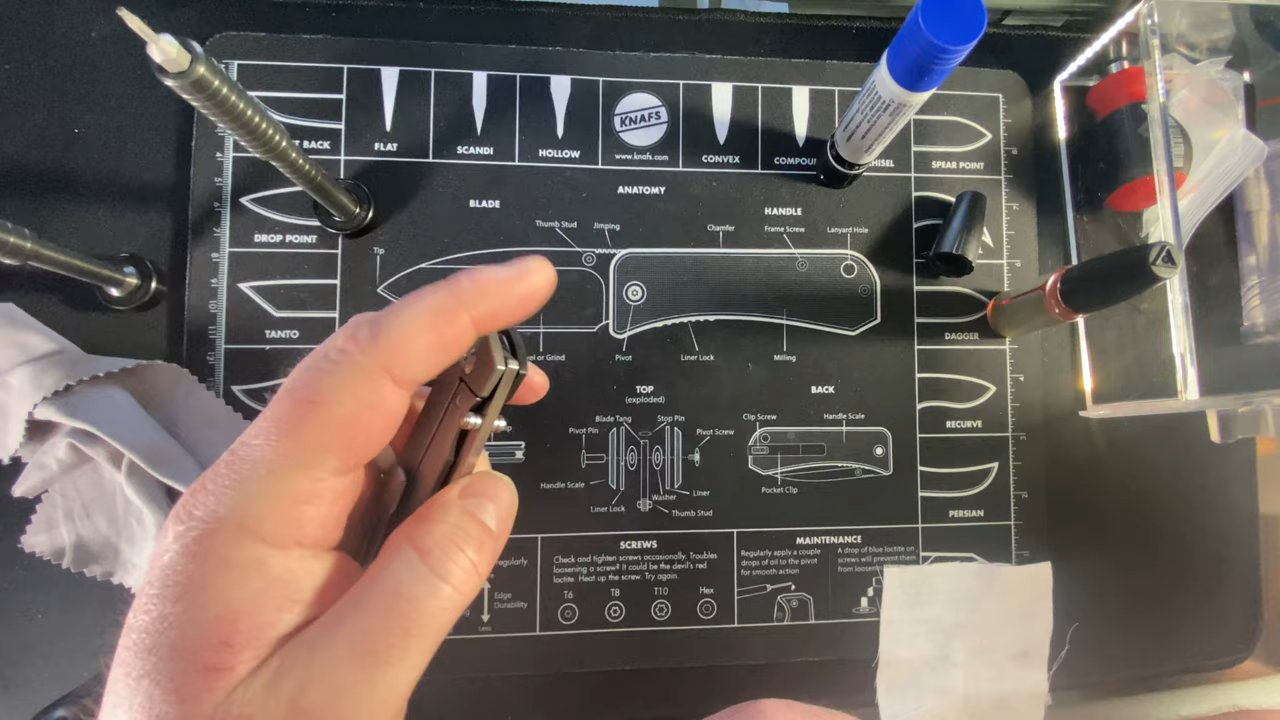 FLAT
SCANDI
HOLLOW
KNAFS
www.knafs.com
CONVEX
SPEAR POINT
BACK
DROP POINT
TANTO
DAGGER
RECURVE
PERSIAN
ANATOMY
BLADE
HANDLE
Thumb Stud
Jimping
Chamfer
Frame Screw
Lanyard Hole
Tip
or Grind
Pivot
Liner Lock
Milling
TOP
(exploded)
Blade Tang
Stop Pin
Pivot Pin
Pivot Screw
Handle Scale
Liner
Washer
Liner Lock
Thumb Stud
BACK
Clip Screw
Handle Scale
Pocket Clip
Edge
Durability
Less
SCREWS
Check and tighten screws occasionally. Troubles
loosening a screw? It could be the devil's red
loctite. Heat up the screw. Try again.
T6
T8
T10
Hex
MAINTENANCE
Regularly apply a couple
drops of oil to the pivot
for smooth action
A drop of blue loctite on
screws will prevent them
from